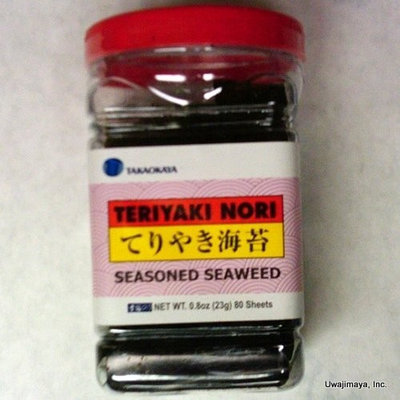 TAKAOKAYA
TERIYAKI NORI
てりやき海苔
SEASONED SEAWEED
NET WT. 0.8oz (23g) 80 Sheets
Uwajimaya, Inc.